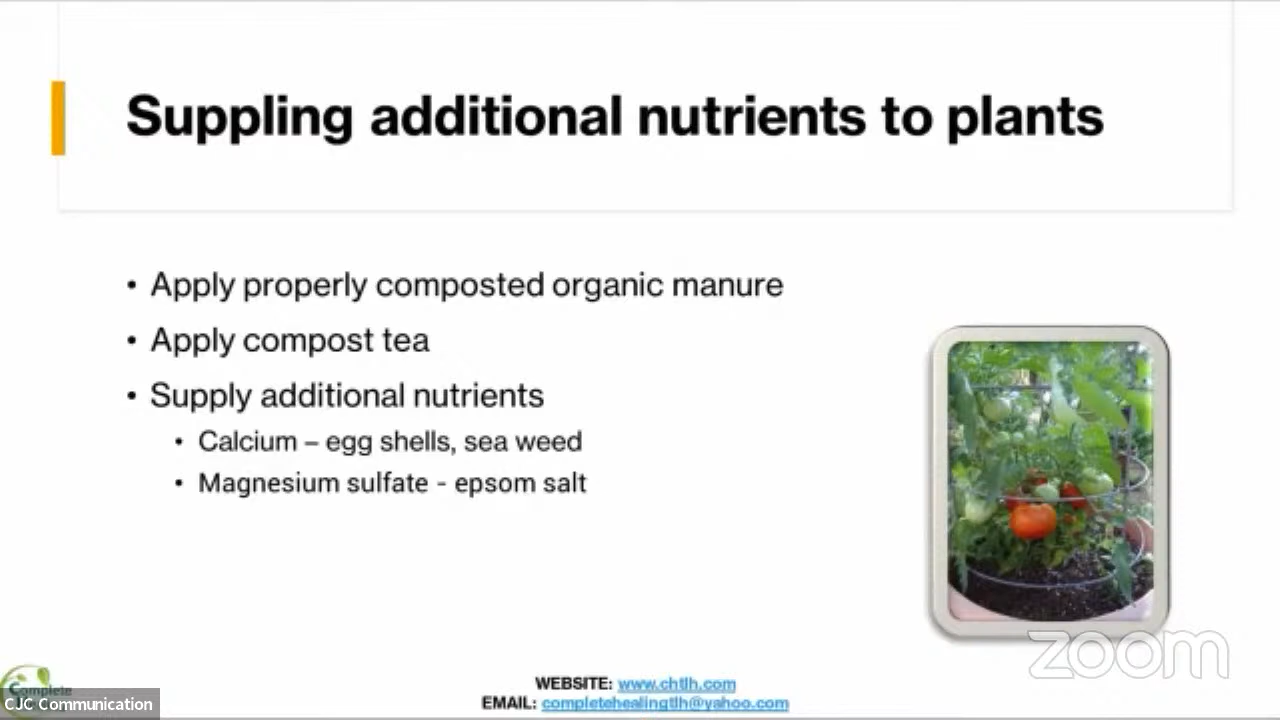 Suppling additional nutrients to plants
• Apply properly composted organic manure
• Apply compost tea
• Supply additional nutrients
• Calcium – egg shells, sea weed
• Magnesium sulfate - epsom salt
zoom
Complete
CJC Communication
WEBSITE: www.chtlh.com
EMAIL: completehealingtlh@yahoo.com